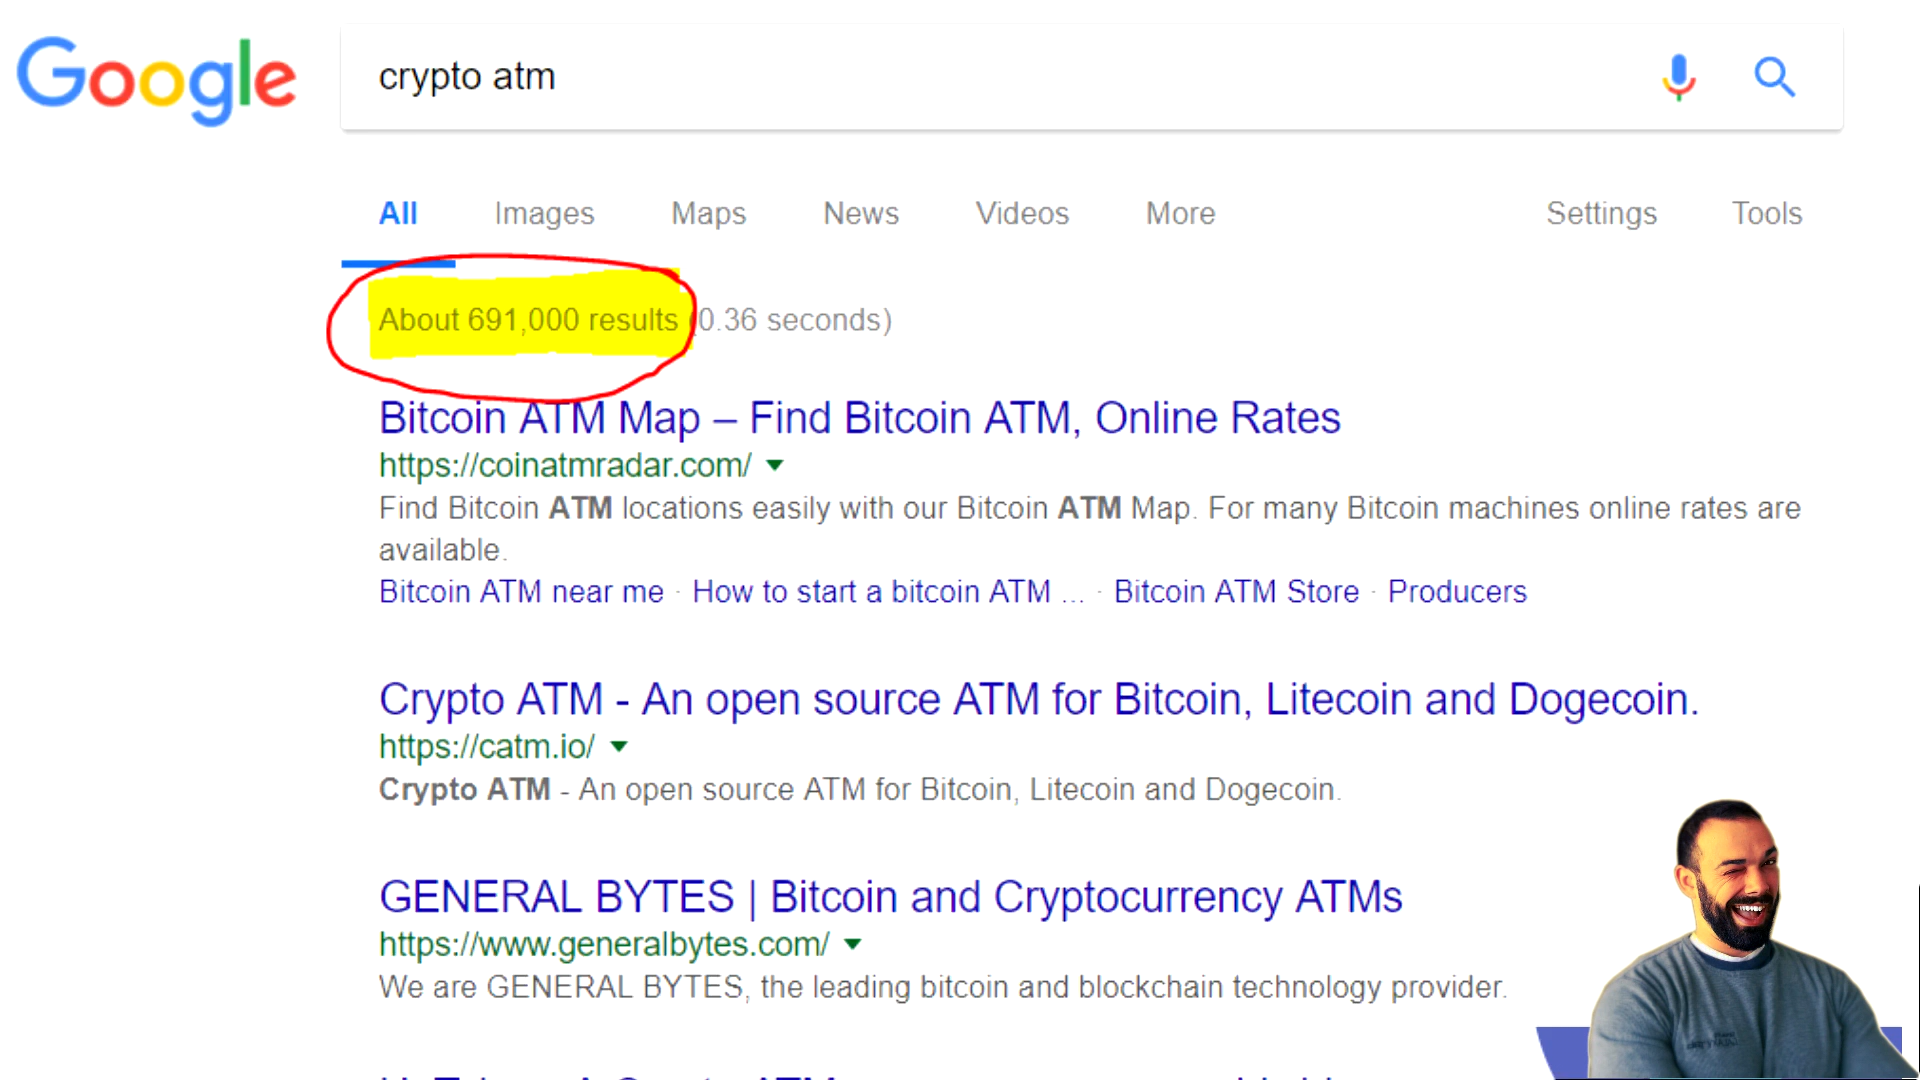 Google
crypto atm
All Images Maps News Videos More Settings Tools
About 691,000 results (0.36 seconds)
Bitcoin ATM Map – Find Bitcoin ATM, Online Rates
https://coinatmradar.com/
Find Bitcoin ATM locations easily with our Bitcoin ATM Map. For many Bitcoin machines online rates are
available.
Bitcoin ATM near me · How to start a bitcoin ATM ... · Bitcoin ATM Store · Producers
Crypto ATM - An open source ATM for Bitcoin, Litecoin and Dogecoin.
https://catm.io/
Crypto ATM - An open source ATM for Bitcoin, Litecoin and Dogecoin.
GENERAL BYTES | Bitcoin and Cryptocurrency ATMs
https://www.generalbytes.com/
We are GENERAL BYTES, the leading bitcoin and blockchain technology provider.